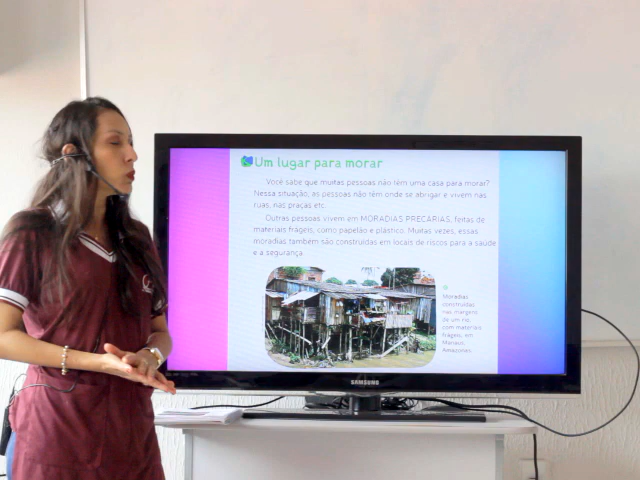 Um lugar para morar
Você sabe que muitas pessoas não têm uma casa para morar?
Nessa situação, as pessoas não têm onde se abrigar e vivem nas
ruas, nas praças etc.
Outras pessoas vivem em MORADIAS PRECÁRIAS, feitas de
materiais frágeis, como papelão e plástico. Muitas vezes, essas
moradias também são construídas em locais de riscos para a saúde
e a segurança.
Moradias
construídas
nas margens
de um rio,
com materiais
frágeis, em
Manaus,
Amazonas.
SAMSUNG